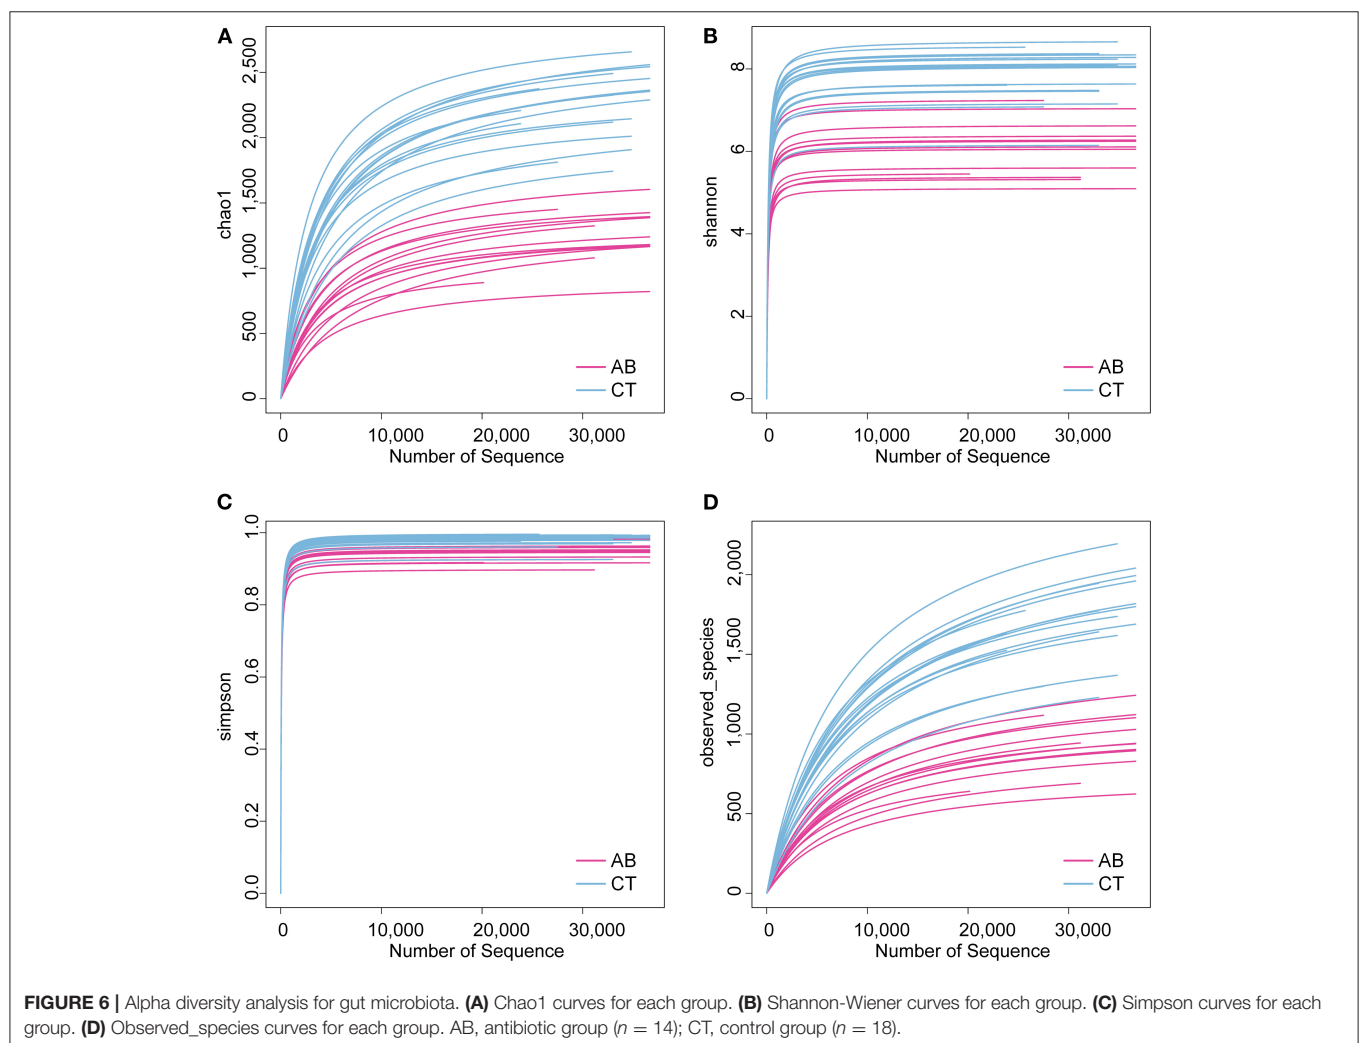 A
chao1
2,500
2,000
1,500
1,000
500
0
AB
CT
0 10,000 20,000 30,000
Number of Sequence
B
shannon
8
6
4
2
0
AB
CT
0 10,000 20,000 30,000
Number of Sequence
C
simpson
1.0
0.8
0.6
0.4
0.2
0.0
AB
CT
0 10,000 20,000 30,000
Number of Sequence
D
observed_species
2,000
1,500
1,000
500
0
AB
CT
0 10,000 20,000 30,000
Number of Sequence
FIGURE 6 | Alpha diversity analysis for gut microbiota. (A) Chao1 curves for each group. (B) Shannon-Wiener curves for each group. (C) Simpson curves for each
group. (D) Observed_species curves for each group. AB, antibiotic group (n = 14); CT, control group (n = 18).